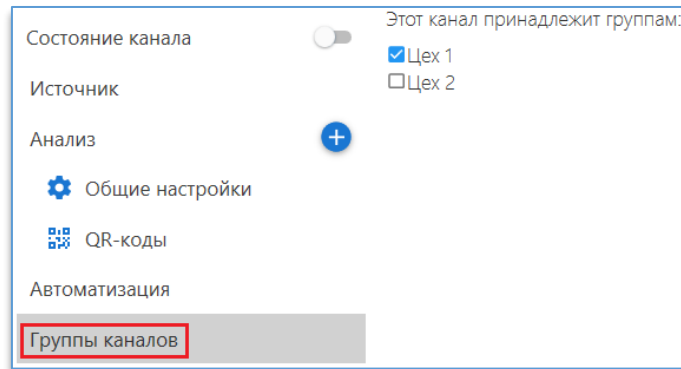 Состояние канала
Источник
Анализ
Общие настройки
QR-коды
Автоматизация
Группы каналов
Этот канал принадлежит группам:
Цех 1
Цех 2